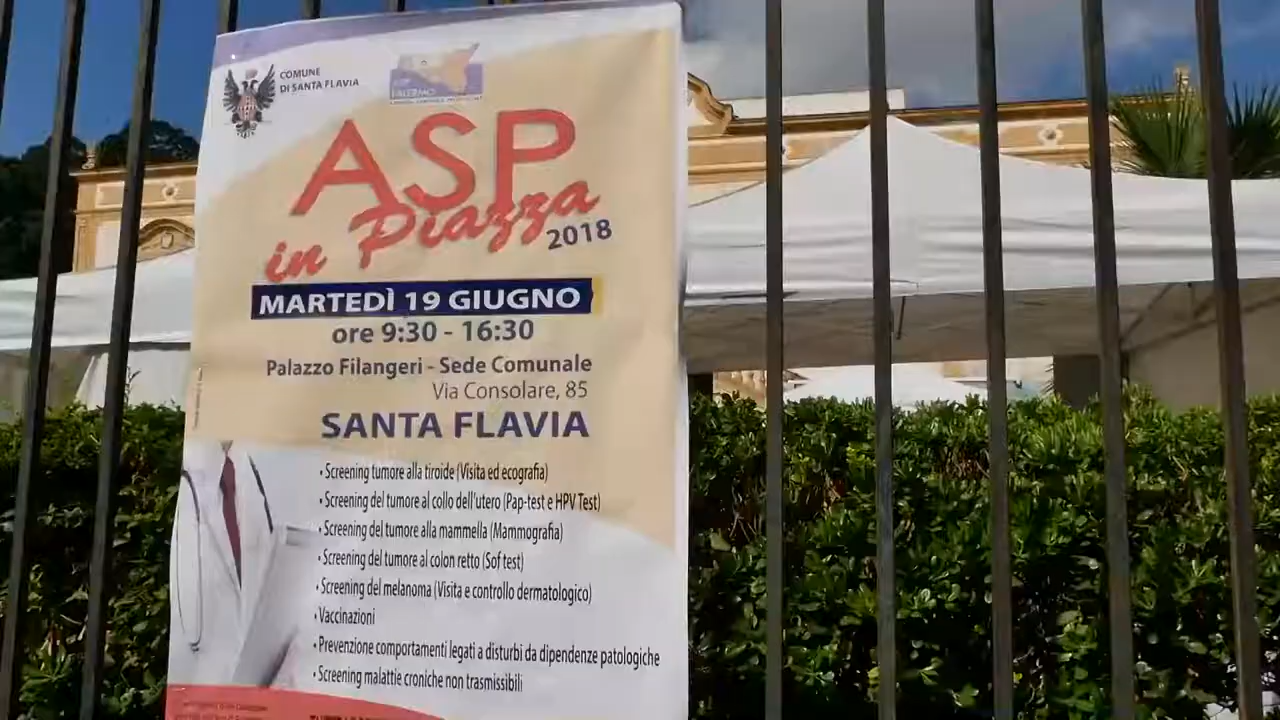 COMUNE
DI SANTA FLAVIA
PALERMO
ASP
in Piazza
2018
MARTEDÌ 19 GIUGNO
ore 9:30 - 16:30
Palazzo Filangeri - Sede Comunale
Via Consolare, 85
SANTA FLAVIA
• Screening tumore alla tiroide (Visita ed ecografia)
• Screening del tumore al collo dell'utero (Pap-test e HPV Test)
• Screening del tumore alla mammella (Mammografia)
• Screening del tumore al colon retto (Sof test)
• Screening del melanoma (Visita e controllo dermatologico)
• Vaccinazioni
• Prevenzione comportamenti legati a disturbi da dipendenze patologiche
• Screening malattie croniche non trasmissibili